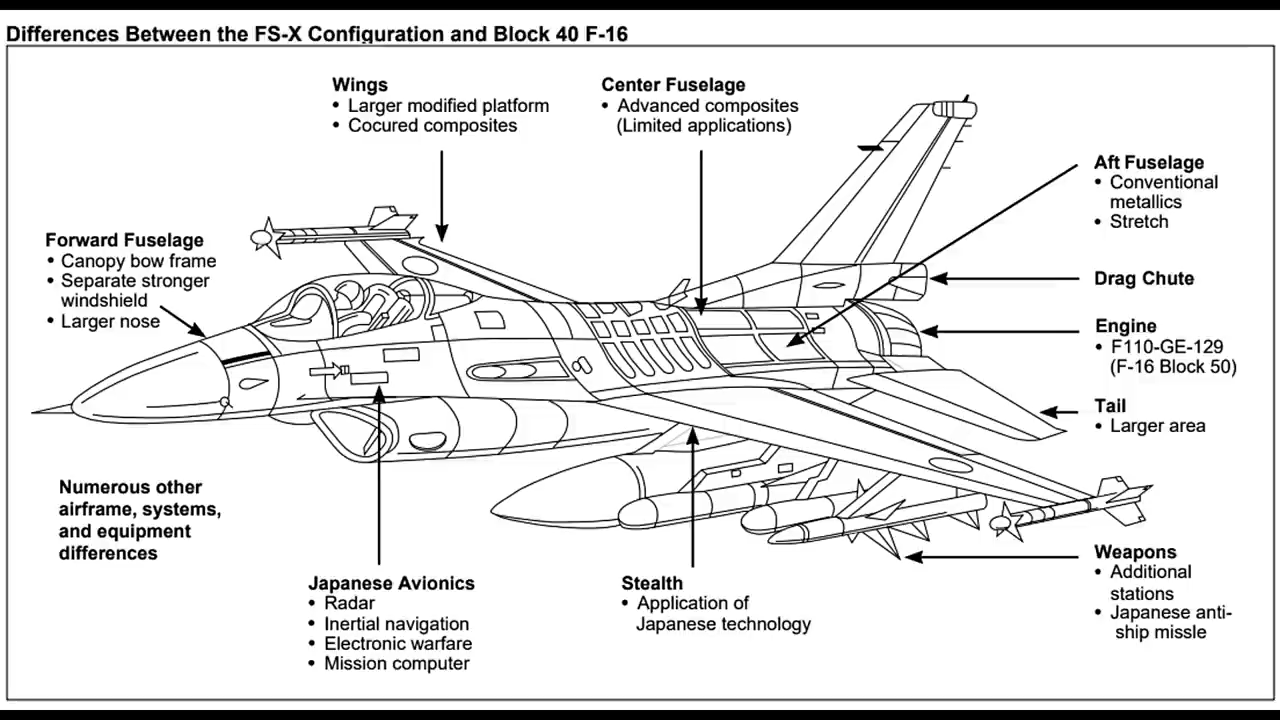 Differences Between the FS-X Configuration and Block 40 F-16
Wings
• Larger modified platform
• Cocured composites
Center Fuselage
• Advanced composites
(Limited applications)
Aft Fuselage
• Conventional
metallics
• Stretch
Forward Fuselage
• Canopy bow frame
• Separate stronger
windshield
• Larger nose
Drag Chute
Engine
• F110-GE-129
(F-16 Block 50)
Tail
• Larger area
Numerous other
airframe, systems,
and equipment
differences
Japanese Avionics
• Radar
• Inertial navigation
• Electronic warfare
• Mission computer
Stealth
• Application of
Japanese technology
Weapons
• Additional
stations
• Japanese anti-
ship missle